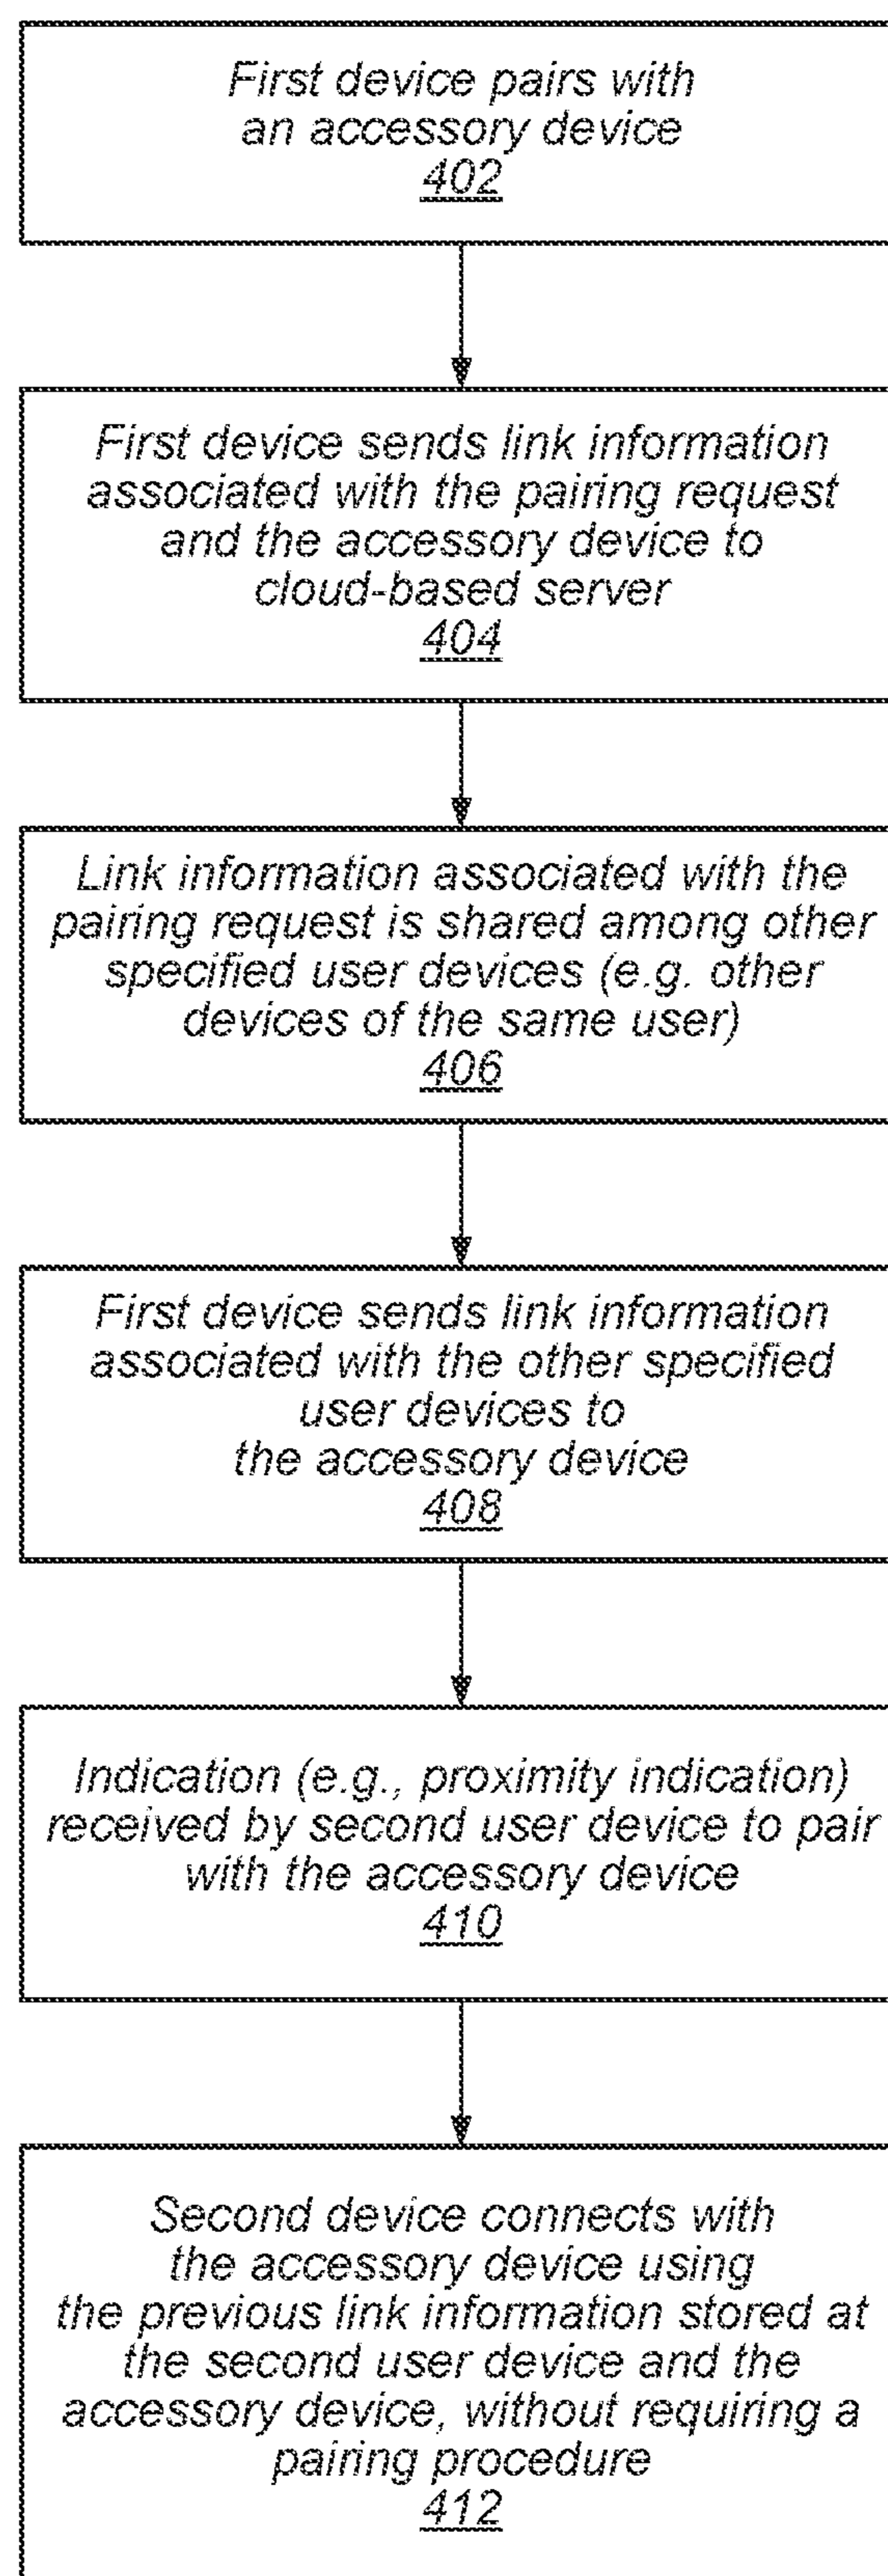 First device pairs with
an accessory device
402
First device sends link information
associated with the pairing request
and the accessory device to
cloud-based server
404
Link information associated with the
pairing request is shared among other
specified user devices (e.g. other
devices of the same user)
406
First device sends link information
associated with the other specified
user devices to
the accessory device
408
Indication (e.g., proximity indication)
received by second user device to pair
with the accessory device
410
Second device connects with
the accessory device using
the previous link information stored at
the second user device and the
accessory device, without requiring a
pairing procedure
412